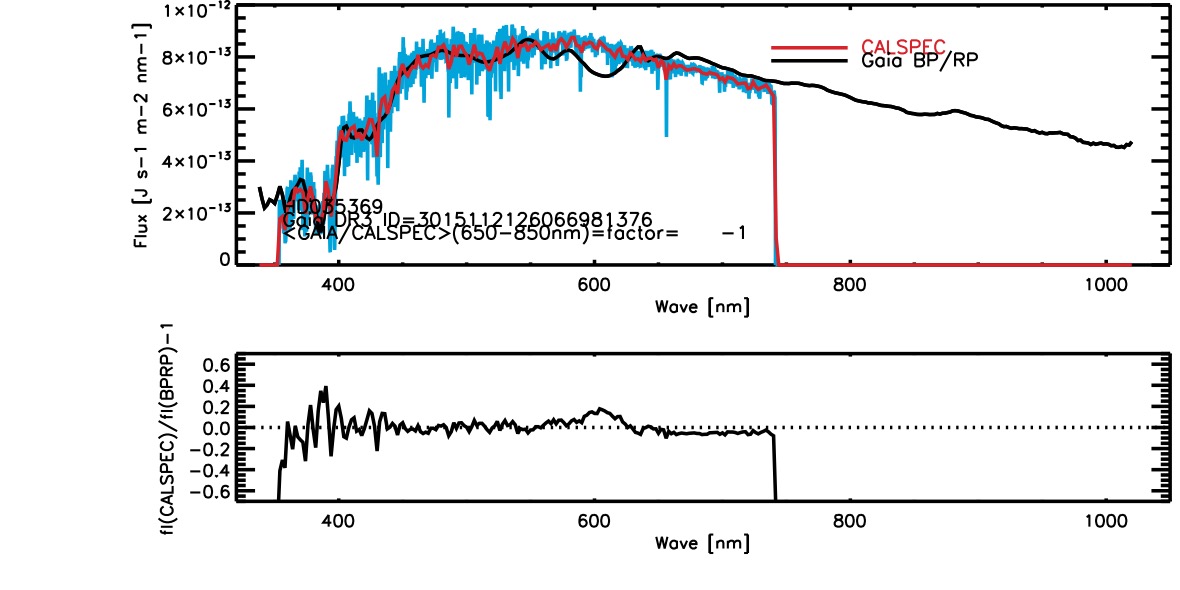 1×10−12
8×10−13
6×10−13
4×10−13
2×10−13
0
Flux [J s−1 m−2 nm−1]
CALSPEC
Gaia BP/RP
HD035369
Gaia DR3 ID=3015112126066981376
<GAIA/CALSPEC>(650−850nm)=factor= −1
400 600 800 1000
Wave [nm]
fl(CALSPEC)/fl(BPRP)−1
0.6
0.4
0.2
0.0
−0.2
−0.4
−0.6
400 600 800 1000
Wave [nm]